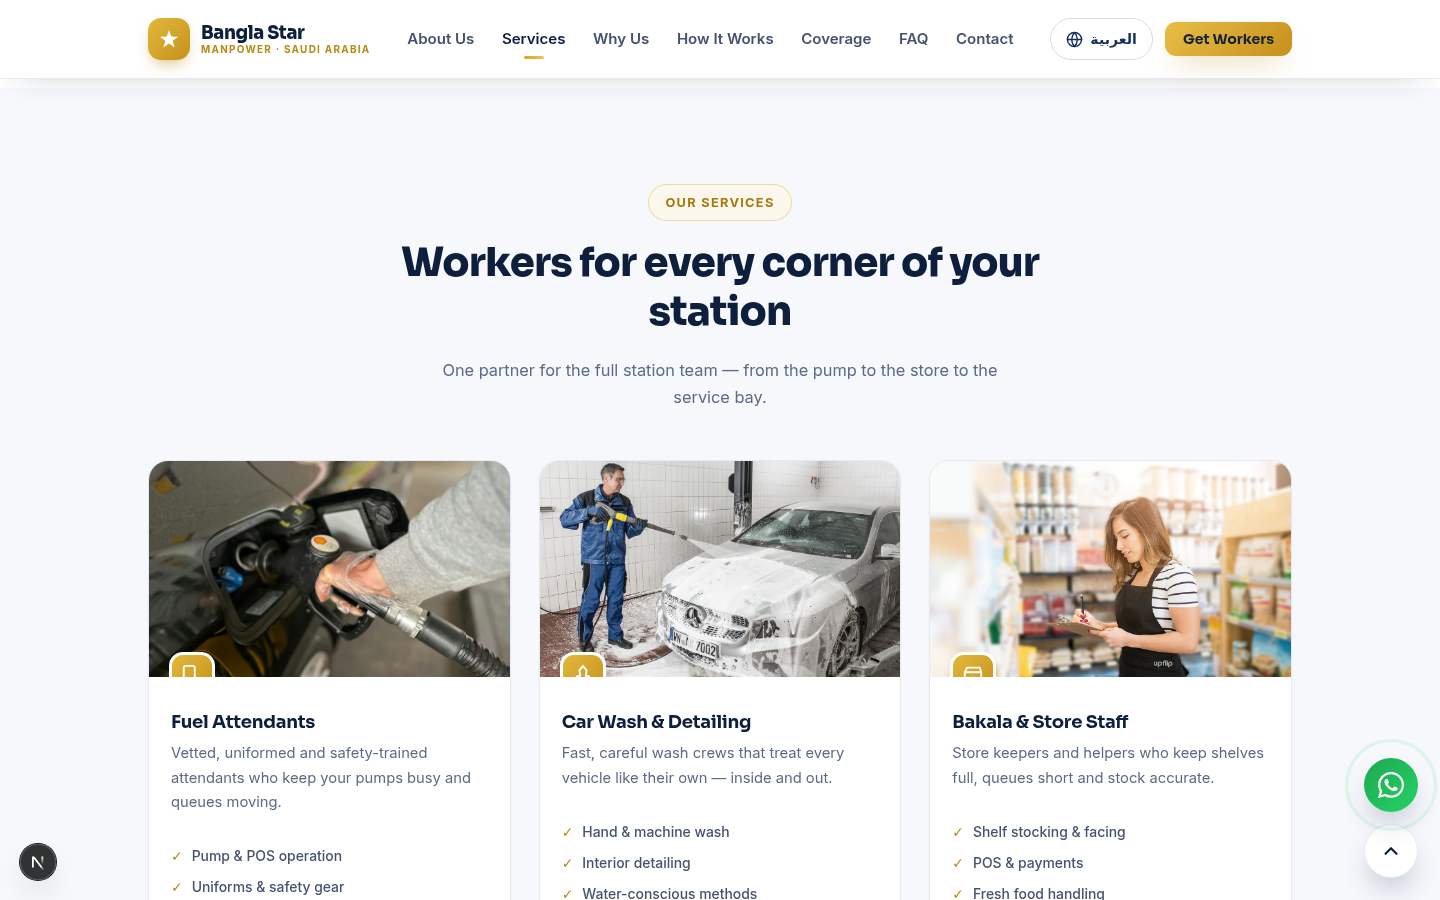 Bangla Star
MANPOWER · SAUDI ARABIA
About Us
Services
Why Us
How It Works
Coverage
FAQ
Contact
العربية
Get Workers
OUR SERVICES
Workers for every corner of your
station
One partner for the full station team — from the pump to the store to the
service bay.
upflip
Fuel Attendants
Vetted, uniformed and safety-trained
attendants who keep your pumps busy and
queues moving.
✓ Pump & POS operation
✓ Uniforms & safety gear
Car Wash & Detailing
Fast, careful wash crews that treat every
vehicle like their own — inside and out.
✓ Hand & machine wash
✓ Interior detailing
✓ Water-conscious methods
Bakala & Store Staff
Store keepers and helpers who keep shelves
full, queues short and stock accurate.
✓ Shelf stocking & facing
✓ POS & payments
✓ Fresh food handling
N